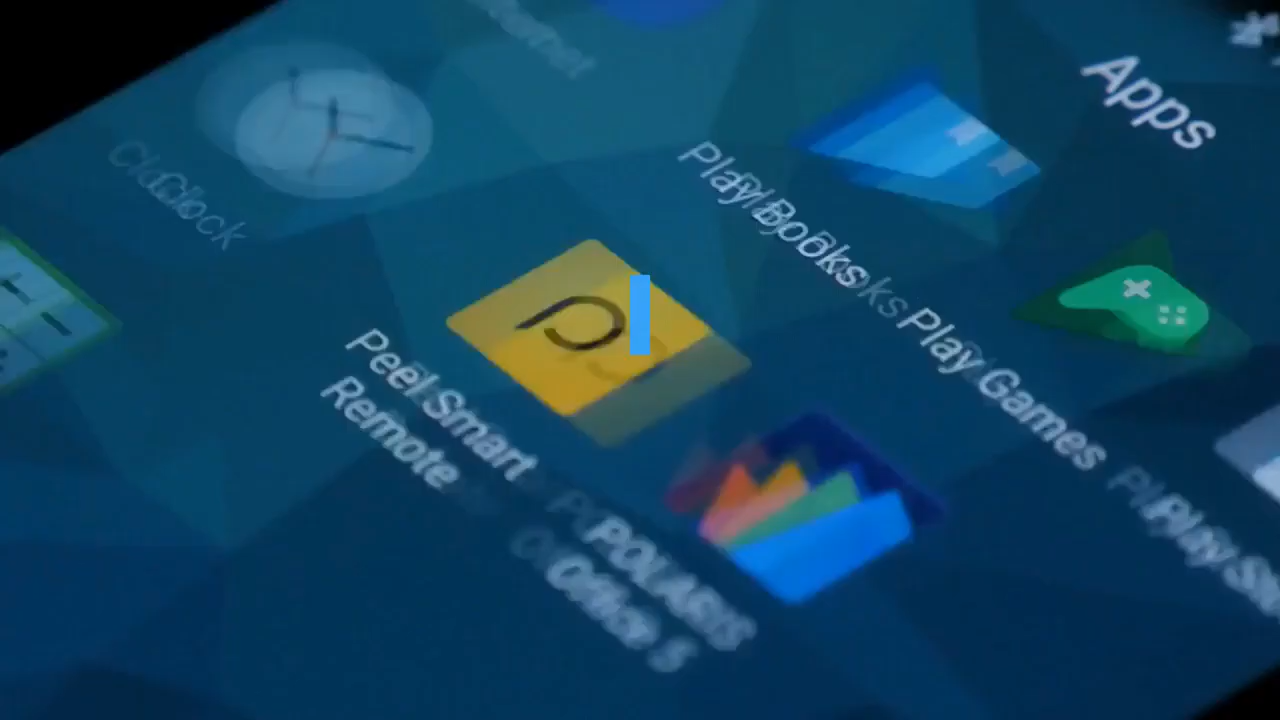 Apps
Clock
Play Books
Play Games
Peel Smart
Remote
POLARIS
Office 5